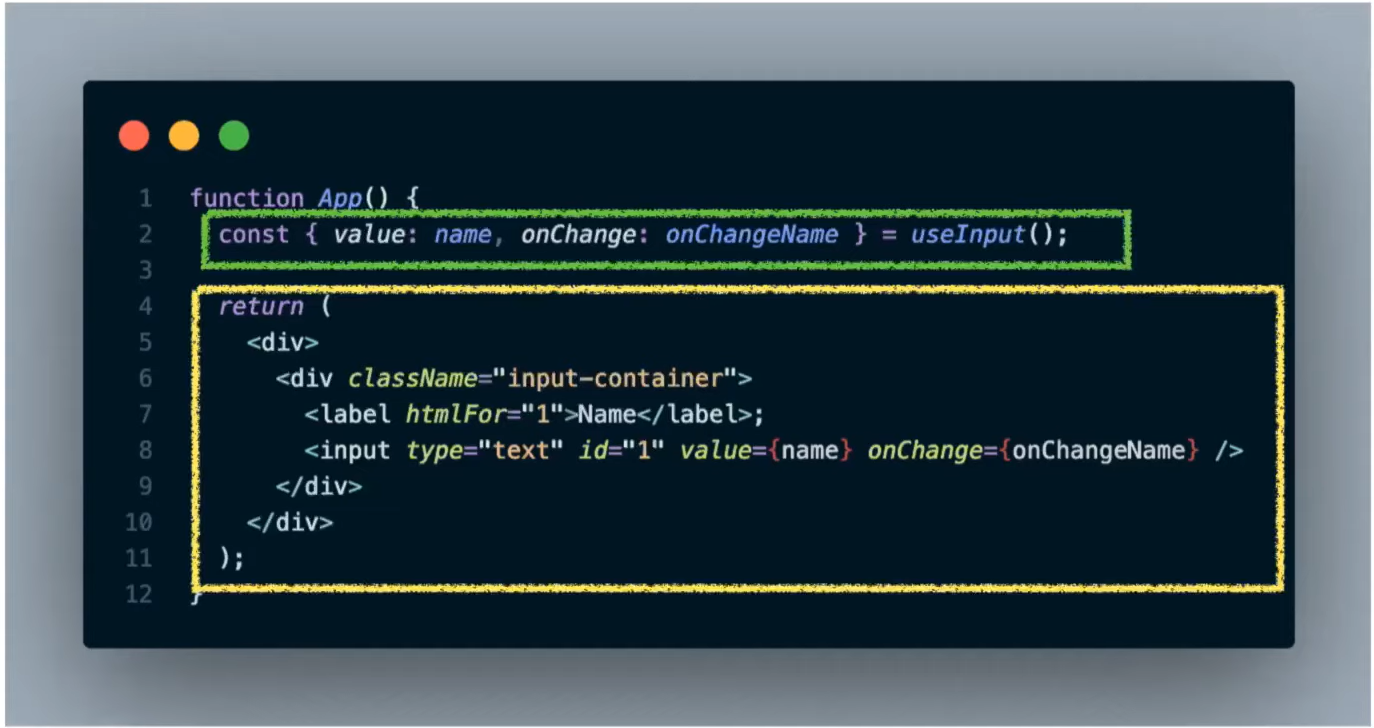 1 function App() {
2 const { value: name, onChange: onChangeName } = useInput();
3
4 return (
5 <div>
6 <div className="input-container">
7 <label htmlFor="1">Name</label>;
8 <input type="text" id="1" value={name} onChange={onChangeName} />
9 </div>
10 </div>
11 );
12 }